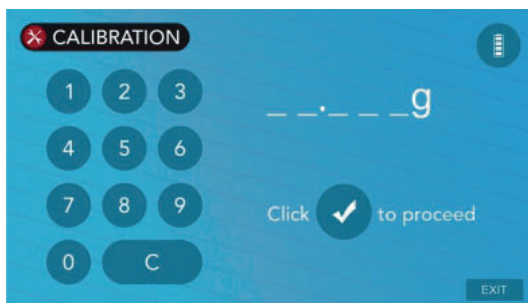 CALIBRATION
1 2 3
4 5 6
7 8 9
0 C
_ _._ _ _g
Click to proceed
EXIT